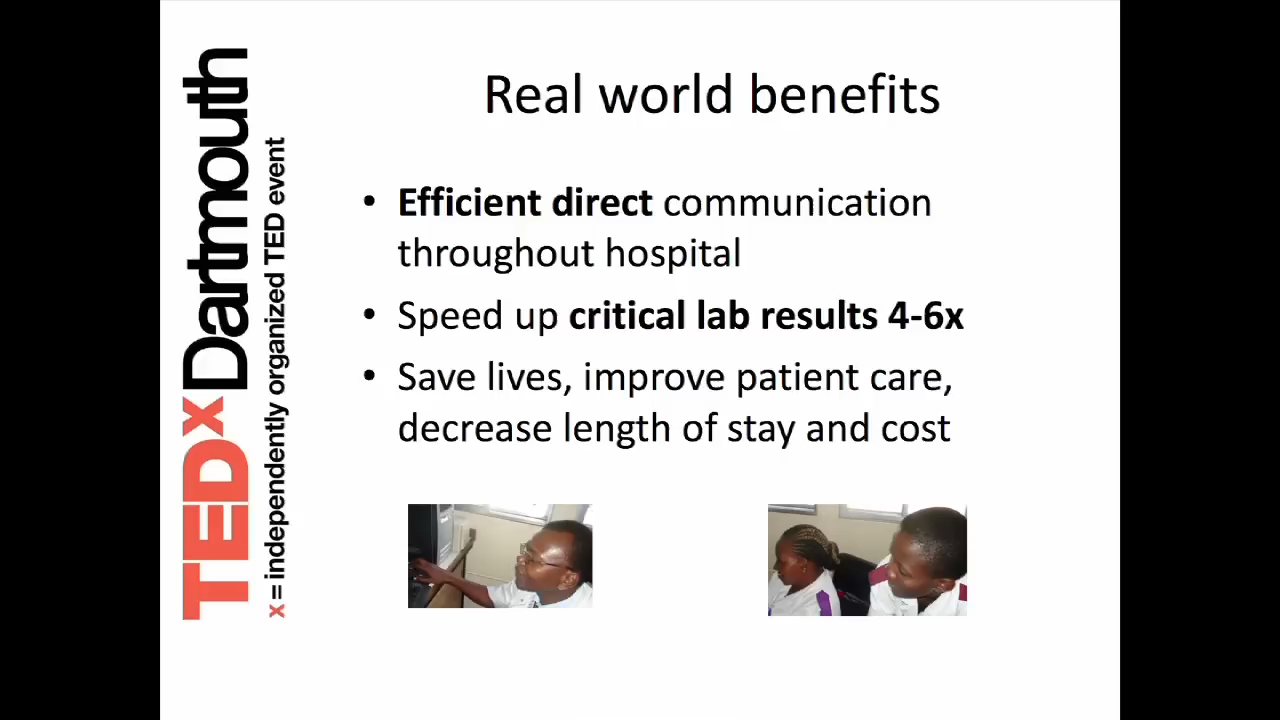 TEDxDartmouth
x = independently organized TED event
Real world benefits
• Efficient direct communication
throughout hospital
• Speed up critical lab results 4-6x
• Save lives, improve patient care,
decrease length of stay and cost